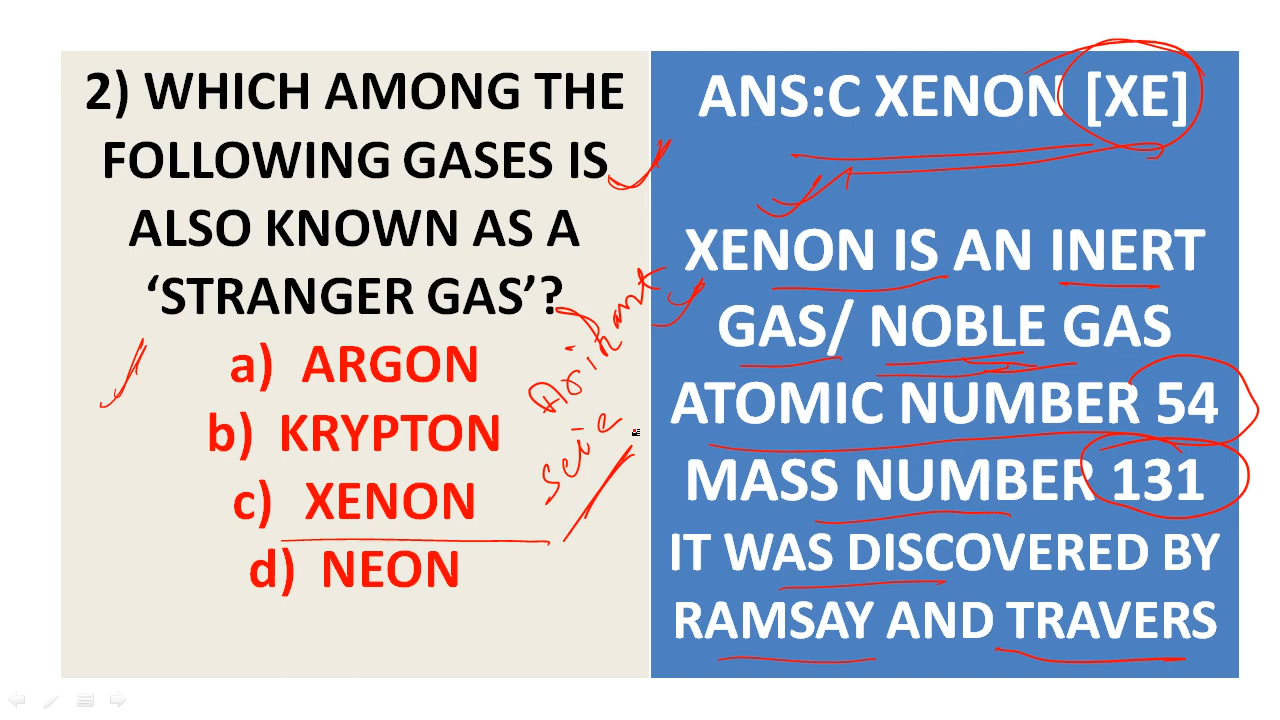 2) WHICH AMONG THE
FOLLOWING GASES IS
ALSO KNOWN AS A
‘STRANGER GAS’?
a) ARGON
b) KRYPTON
c) XENON
d) NEON
Arihant
Scie
ANS:C XENON [XE]
XENON IS AN INERT
GAS/ NOBLE GAS
ATOMIC NUMBER 54
MASS NUMBER 131
IT WAS DISCOVERED BY
RAMSAY AND TRAVERS